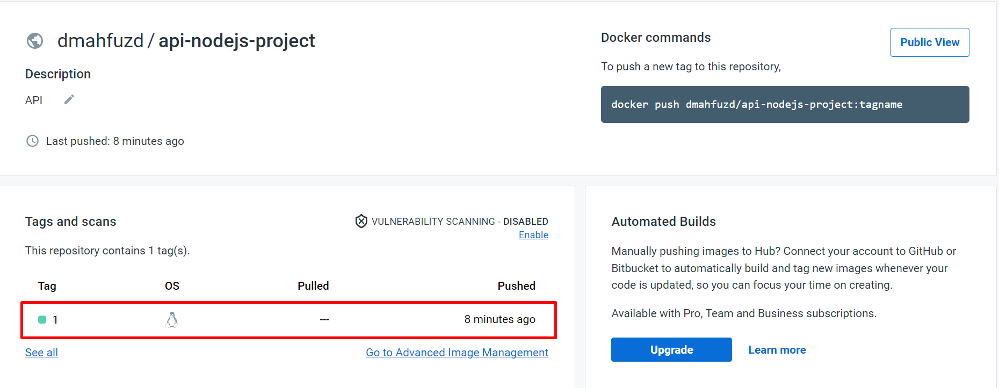 dmahfuzd / api-nodejs-project
Description
API
Last pushed: 8 minutes ago
Docker commands
Public View
To push a new tag to this repository,
docker push dmahfuzd/api-nodejs-project:tagname
Tags and scans
VULNERABILITY SCANNING - DISABLED
Enable
This repository contains 1 tag(s).
Tag OS Pulled Pushed
1 --- 8 minutes ago
See all Go to Advanced Image Management
Automated Builds
Manually pushing images to Hub? Connect your account to GitHub or
Bitbucket to automatically build and tag new images whenever your
code is updated, so you can focus your time on creating.
Available with Pro, Team and Business subscriptions.
Upgrade Learn more